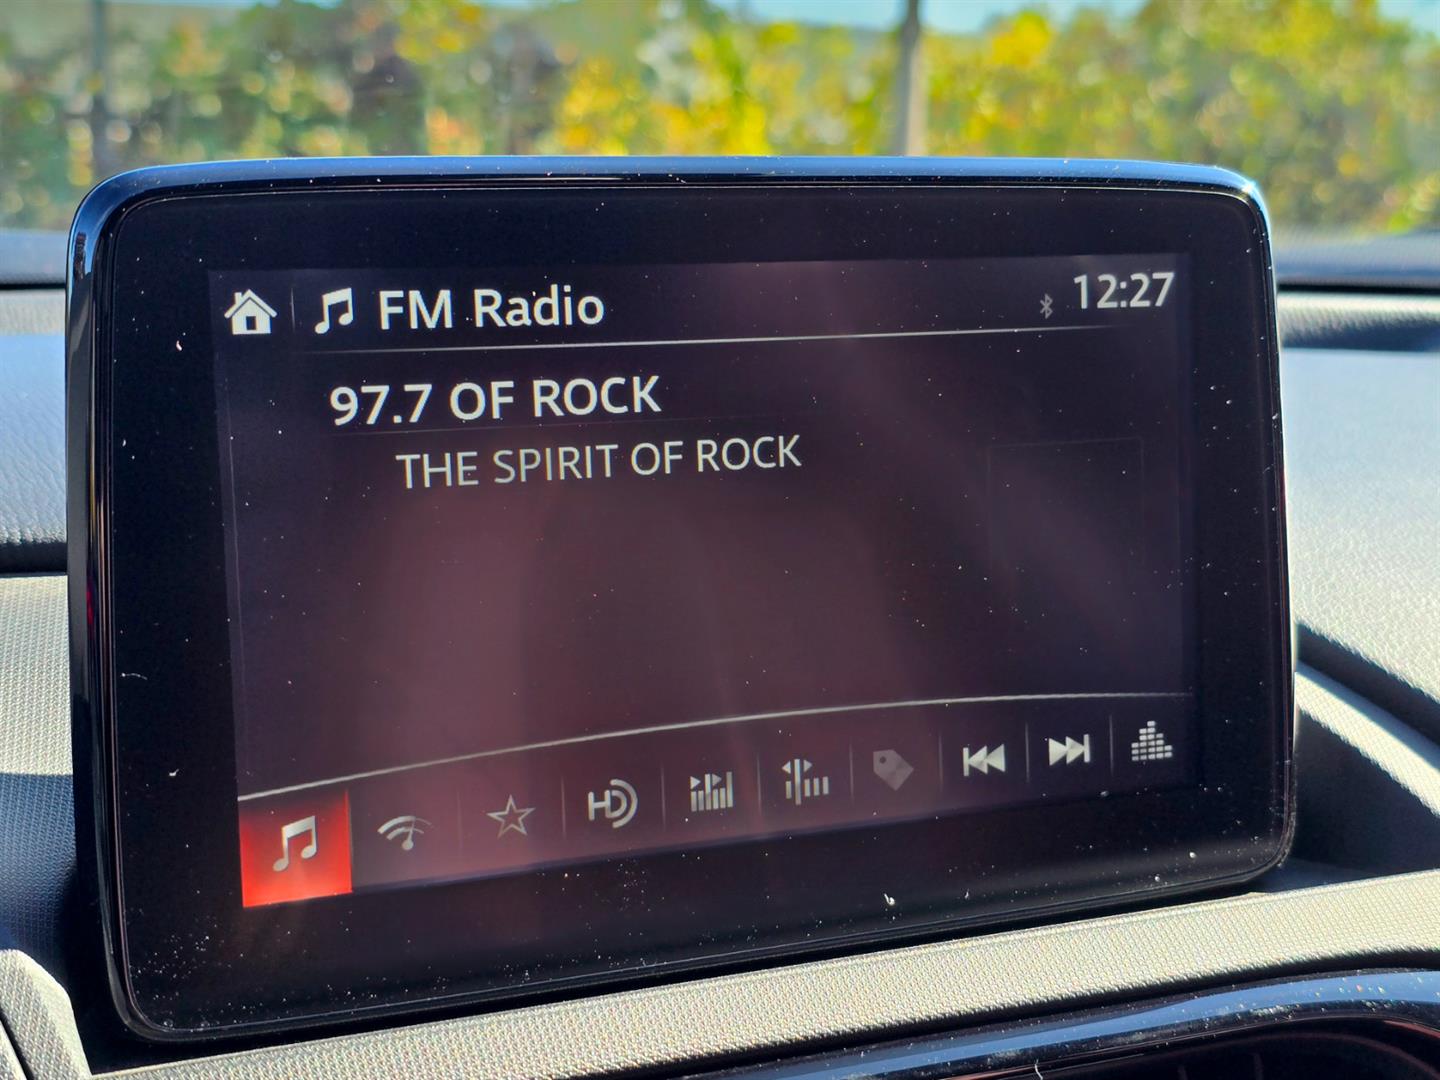 FM Radio
12:27
97.7 OF ROCK
THE SPIRIT OF ROCK
HD